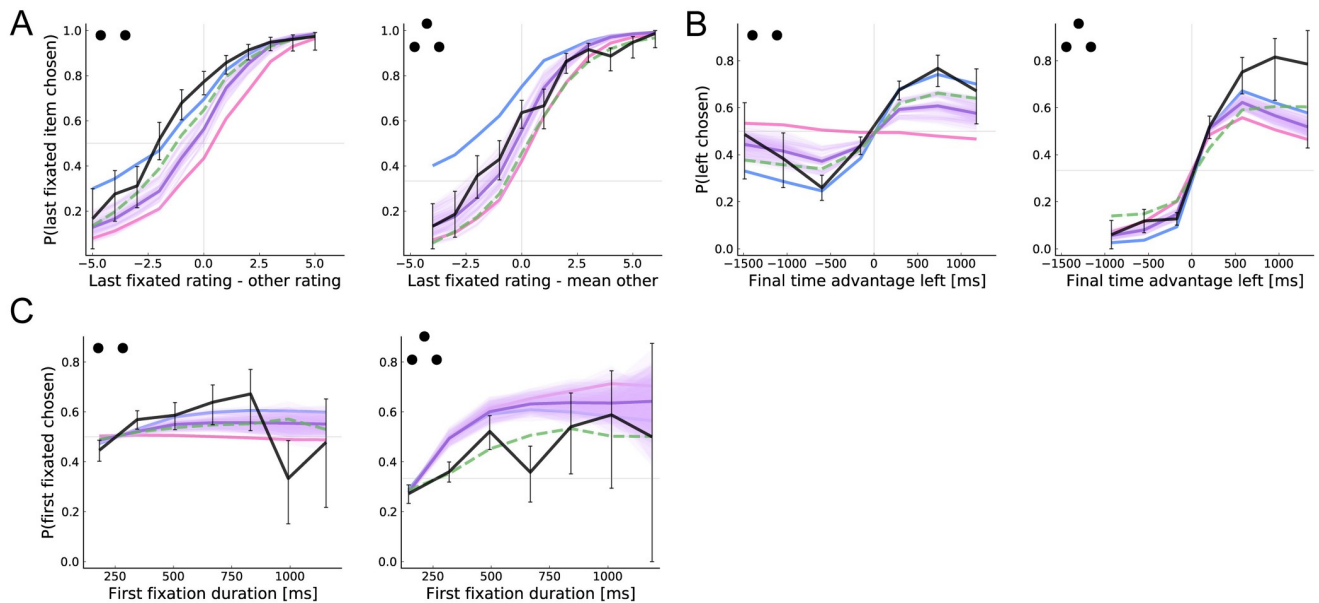 A
B
P(last fixated item chosen)
1.0
0.8
0.6
0.4
0.2
−5.0 −2.5 0.0 2.5 5.0
Last fixated rating - other rating
1.0
0.8
0.6
0.4
0.2
−5.0 −2.5 0.0 2.5 5.0
Last fixated rating - mean other
P(left chosen)
1.0
0.8
0.6
0.4
0.2
0.0
−1500 −1000 −500 0 500 1000
Final time advantage left [ms]
1.0
0.8
0.6
0.4
0.2
0.0
−1500 −1000 −500 0 500 1000
Final time advantage left [ms]
C
P(first fixated chosen)
0.8
0.6
0.4
0.2
0.0
250 500 750 1000
First fixation duration [ms]
0.8
0.6
0.4
0.2
0.0
250 500 750 1000
First fixation duration [ms]